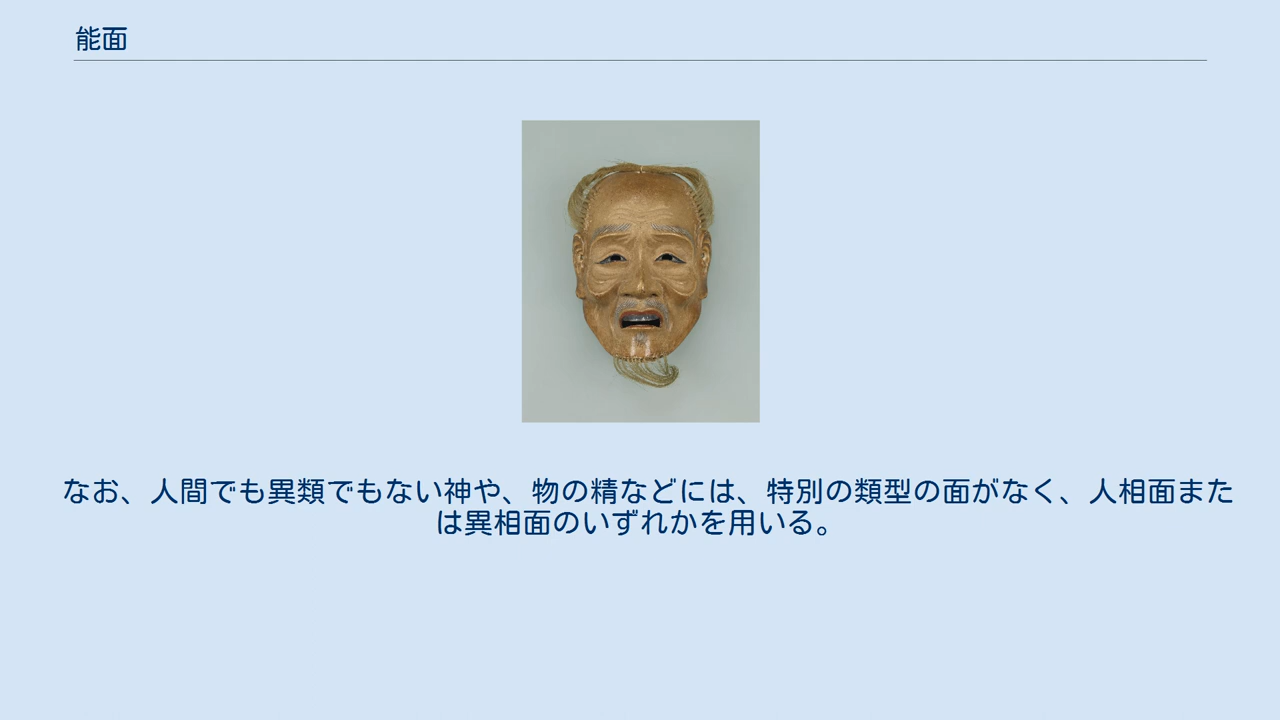 能面
なお、人間でも異類でもない神や、物の精などには、特別の類型の面がなく、人相面また
は異相面のいずれかを用いる。